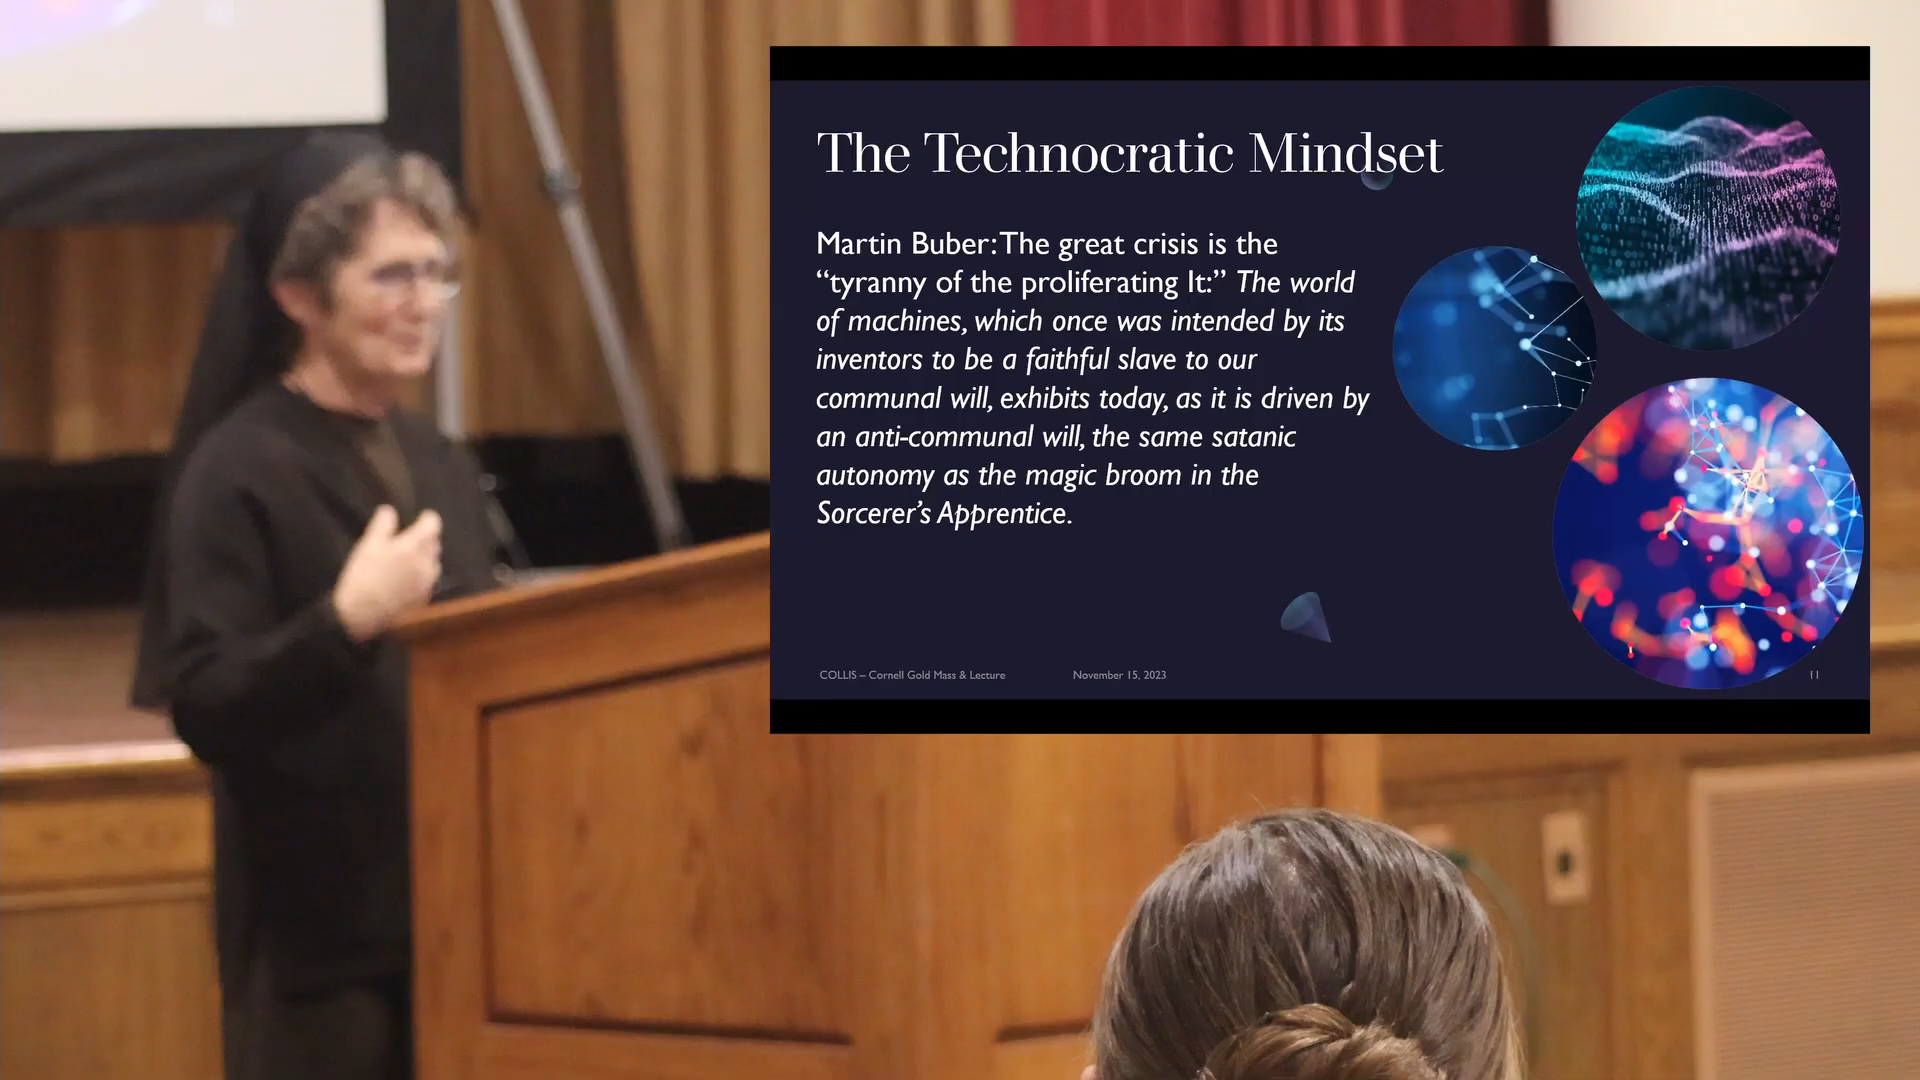 The Technocratic Mindset
Martin Buber: The great crisis is the
“tyranny of the proliferating It:” The world
of machines, which once was intended by its
inventors to be a faithful slave to our
communal will, exhibits today, as it is driven by
an anti-communal will, the same satanic
autonomy as the magic broom in the
Sorcerer’s Apprentice.
COLLIS – Cornell Gold Mass & Lecture
November 15, 2023
11